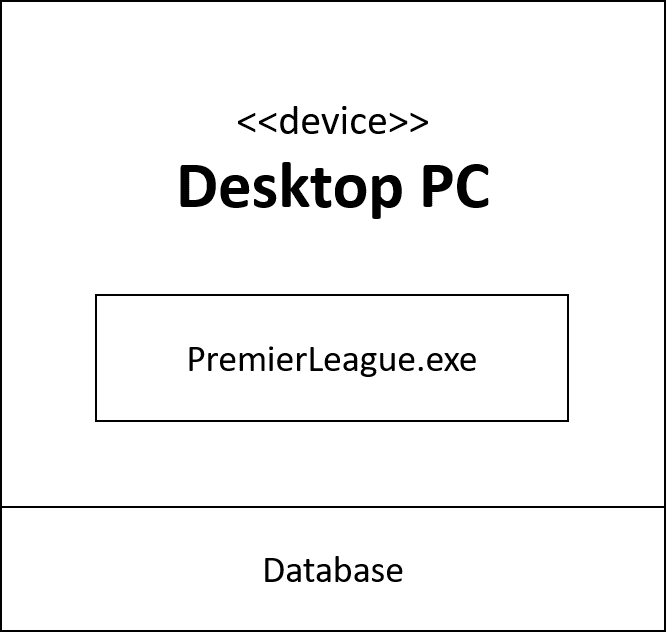 <<device>>
Desktop PC
PremierLeague.exe
Database